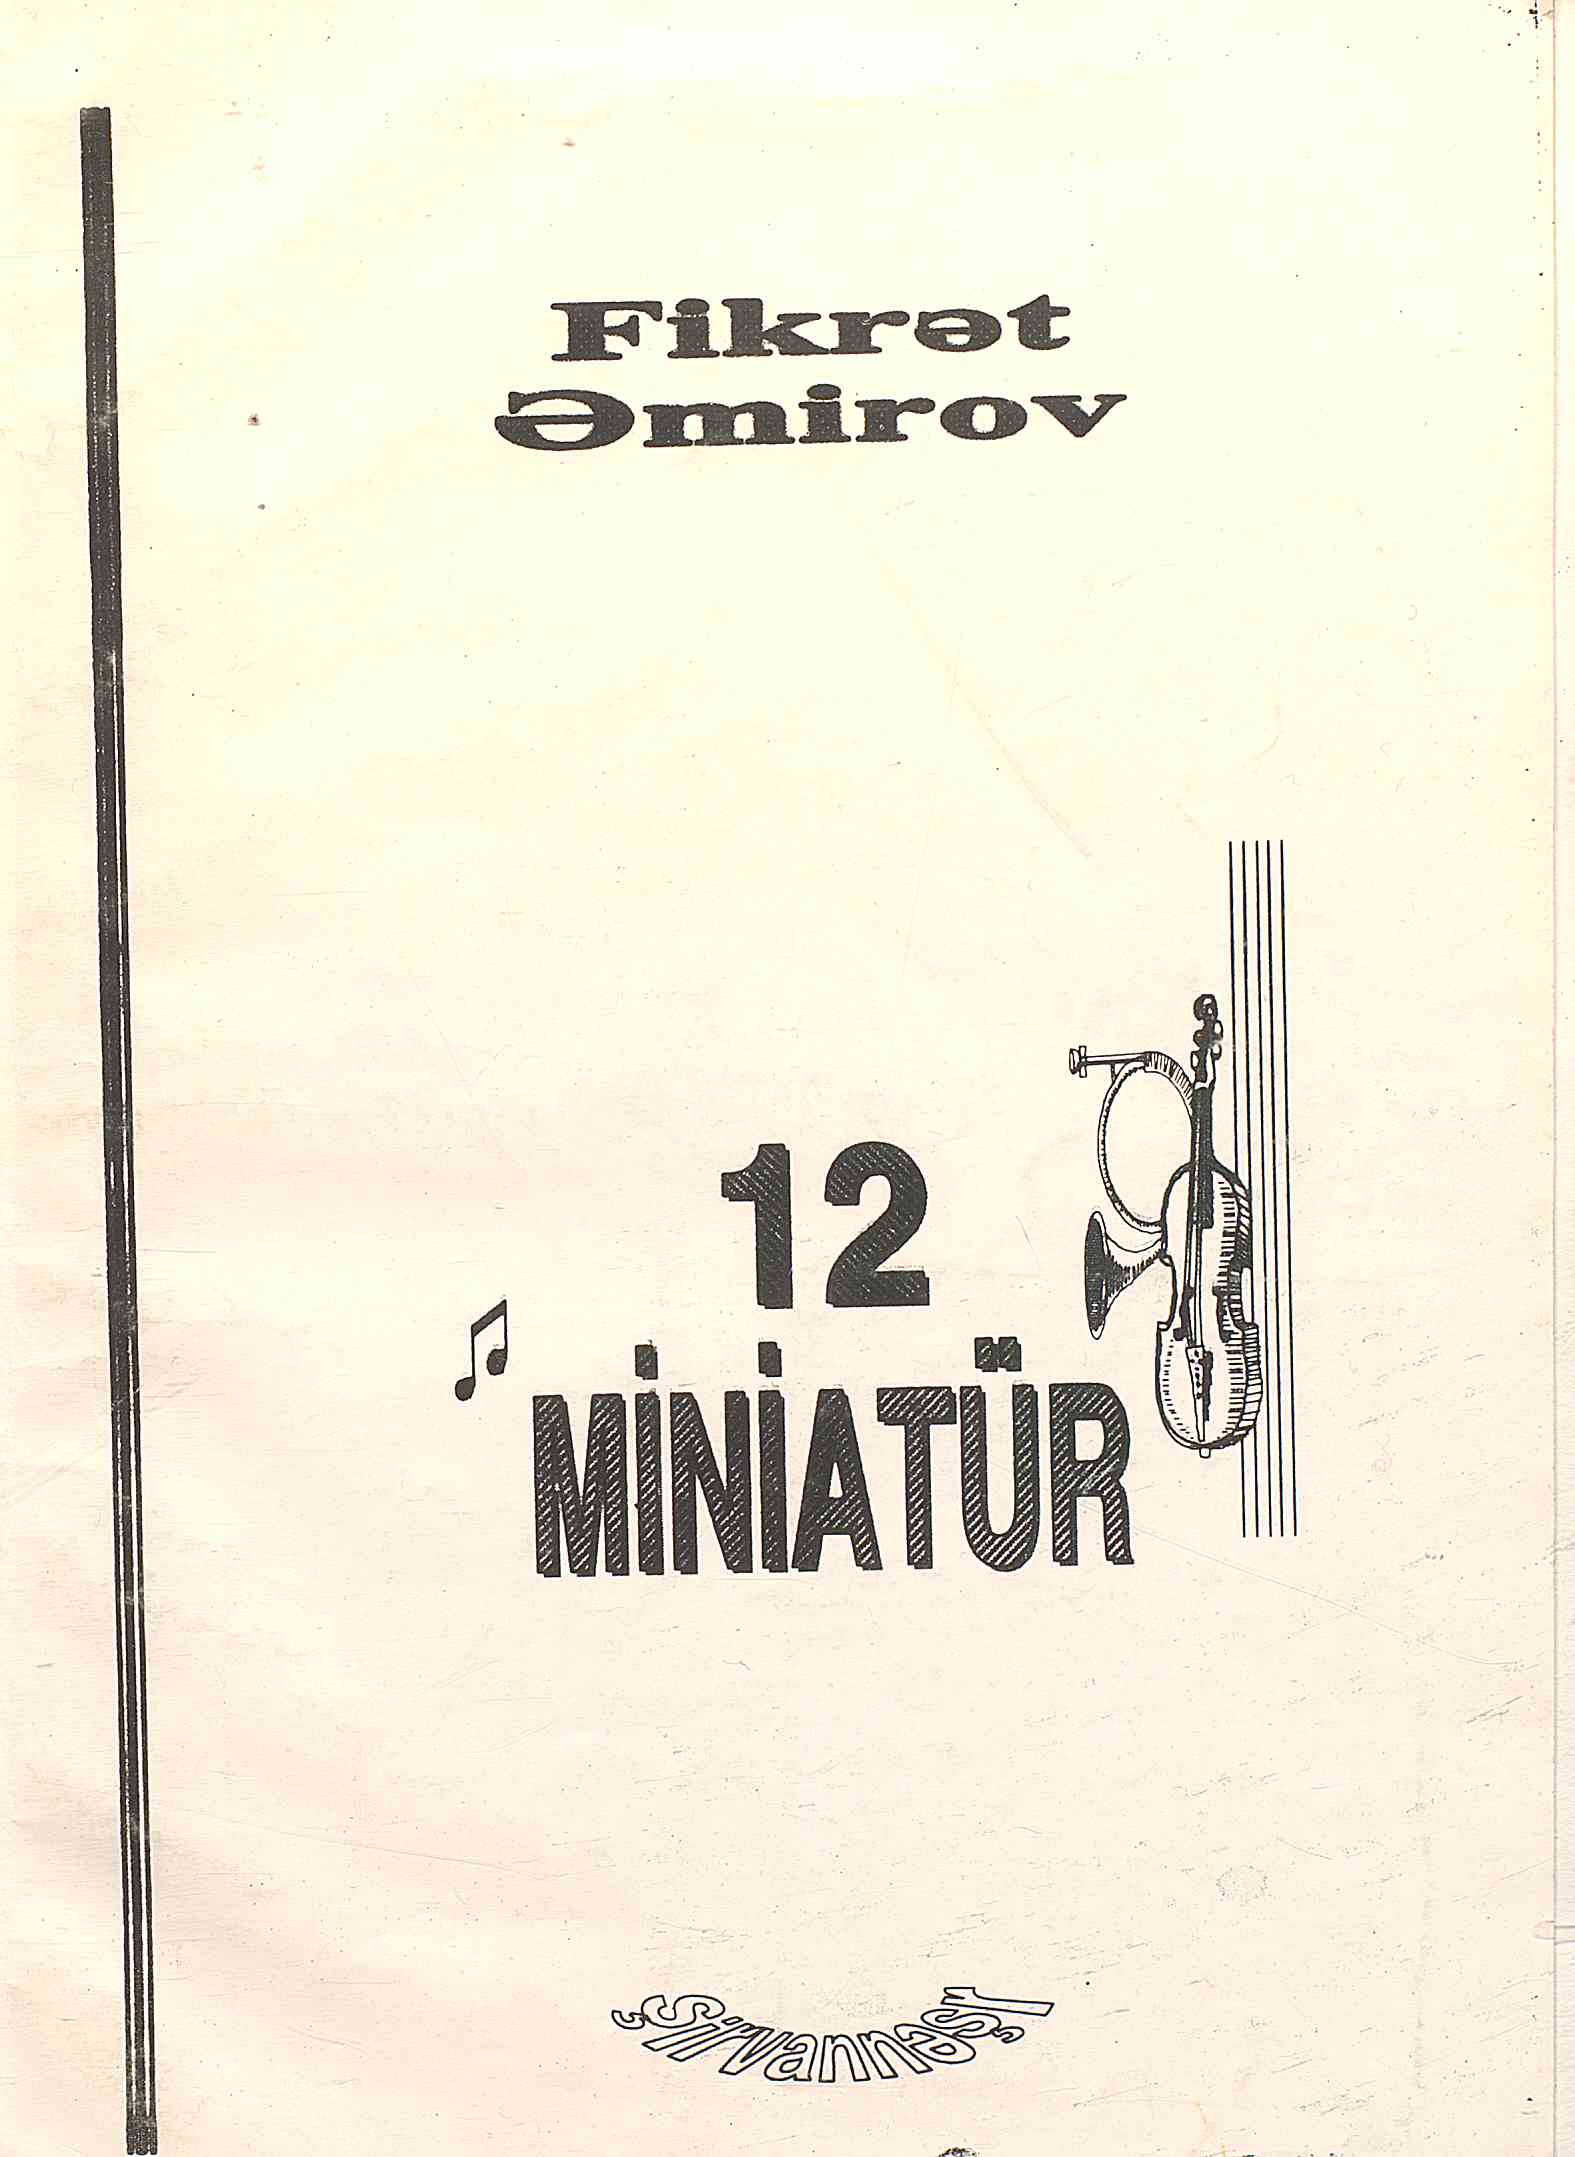 Fikrət
Əmirov
12
MİNİATÜR
Şirvannəşr